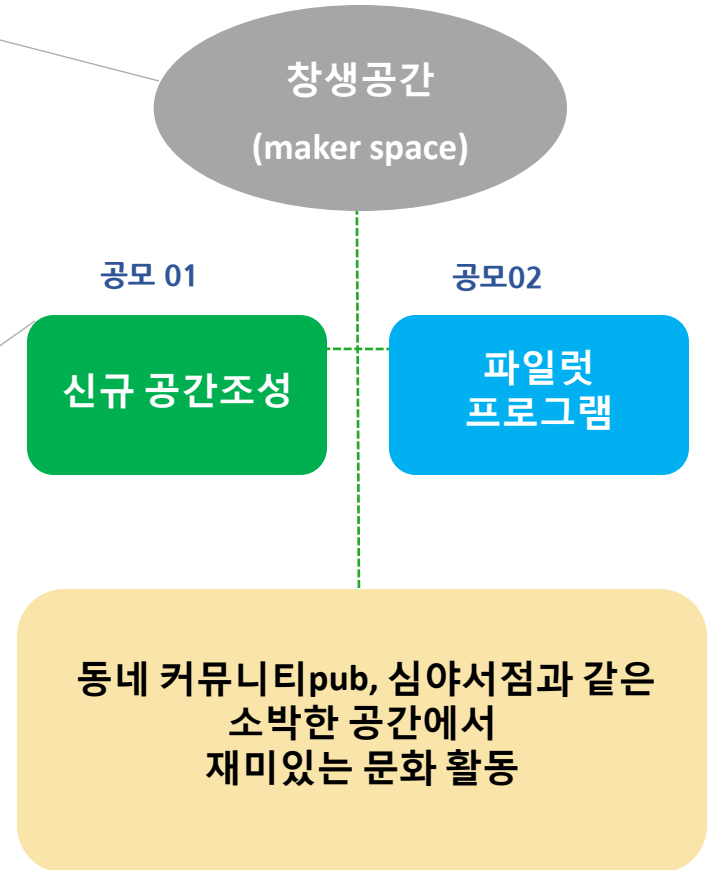 창생공간
(maker space)
공모 01
공모02
신규 공간조성
파일럿
프로그램
동네 커뮤니티pub, 심야서점과 같은
소박한 공간에서
재미있는 문화 활동